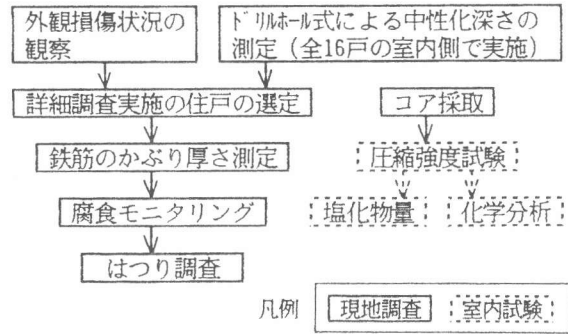 外観損傷状況の
観察
ﾄﾞﾘﾙﾎｰﾙ式による中性化深さの
測定（全16戸の室内側で実施）
詳細調査実施の住戸の選定
コア採取
鉄筋のかぶり厚さ測定
圧縮強度試験
腐食モニタリング
塩化物量
化学分析
はつり調査
凡例
現地調査
室内試験